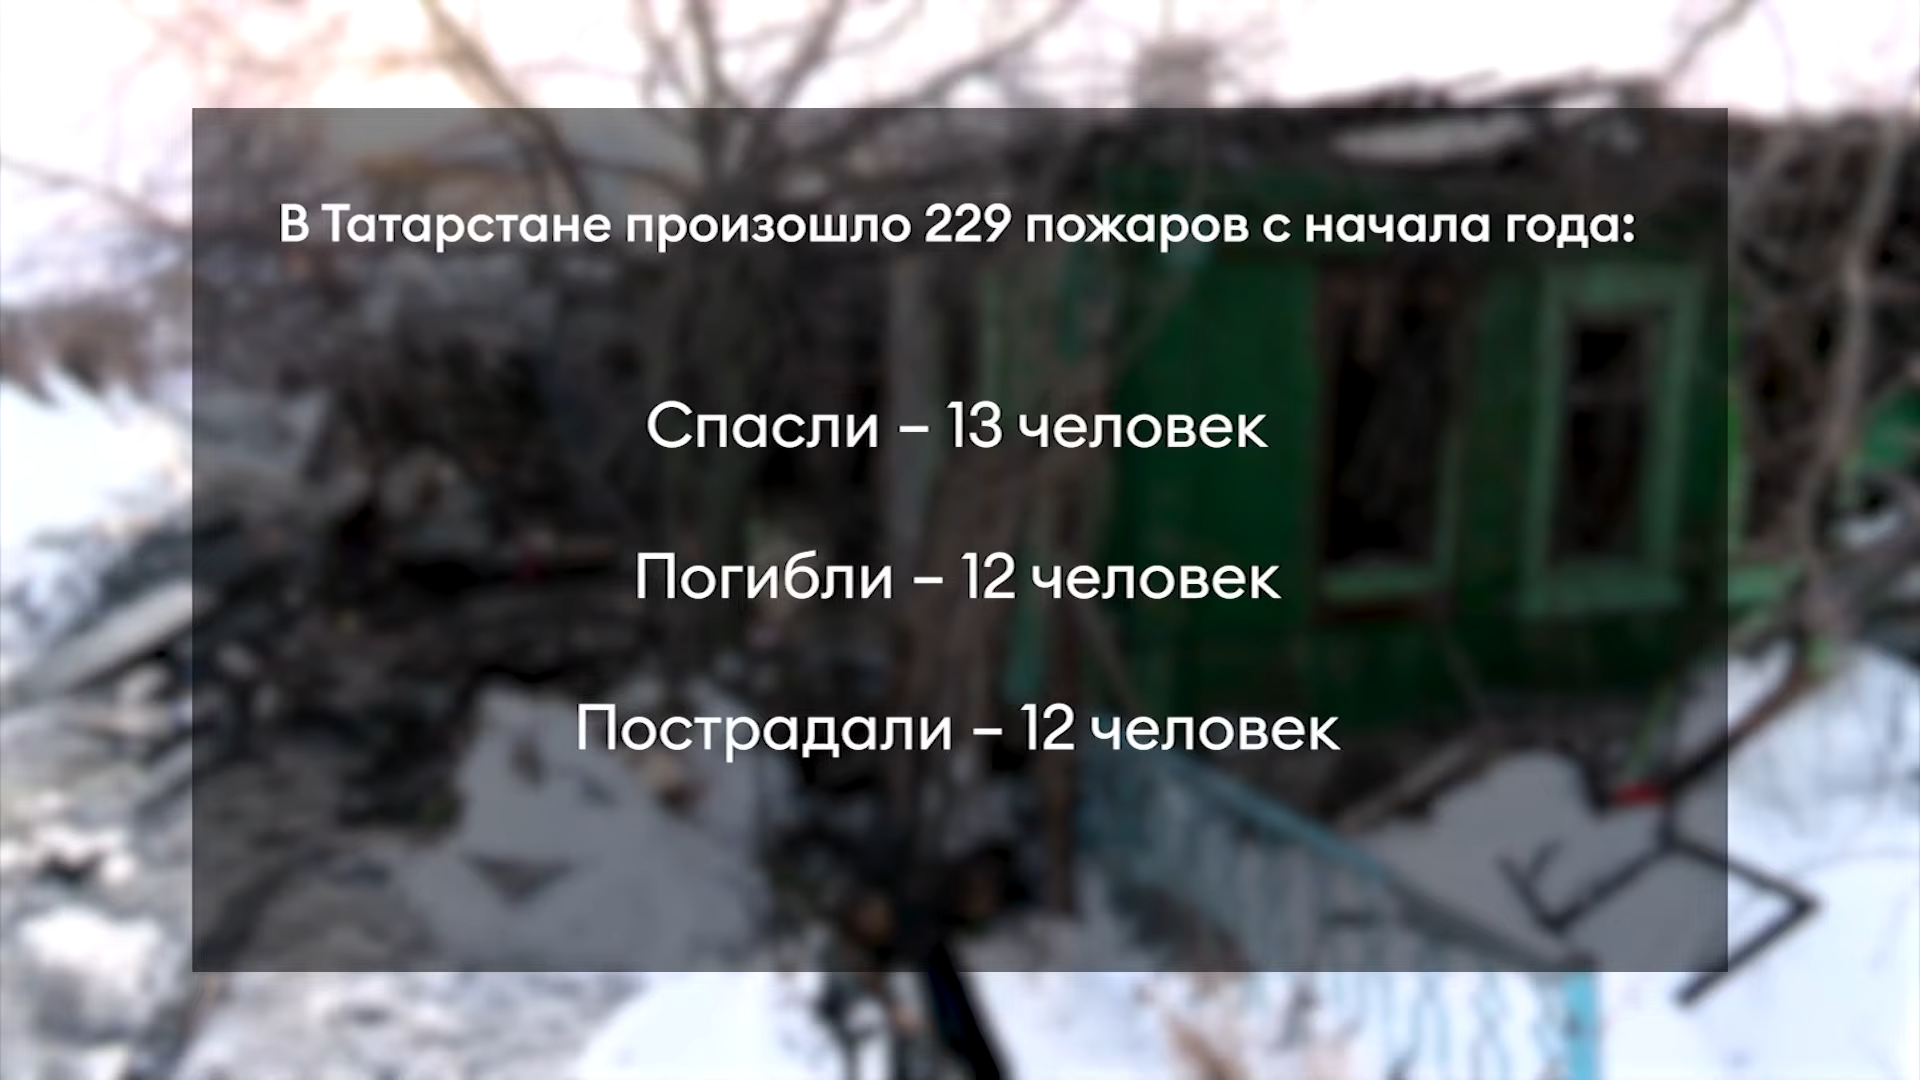 В Татарстане произошло 229 пожаров с начала года:
Спасли – 13 человек
Погибли – 12 человек
Пострадали – 12 человек